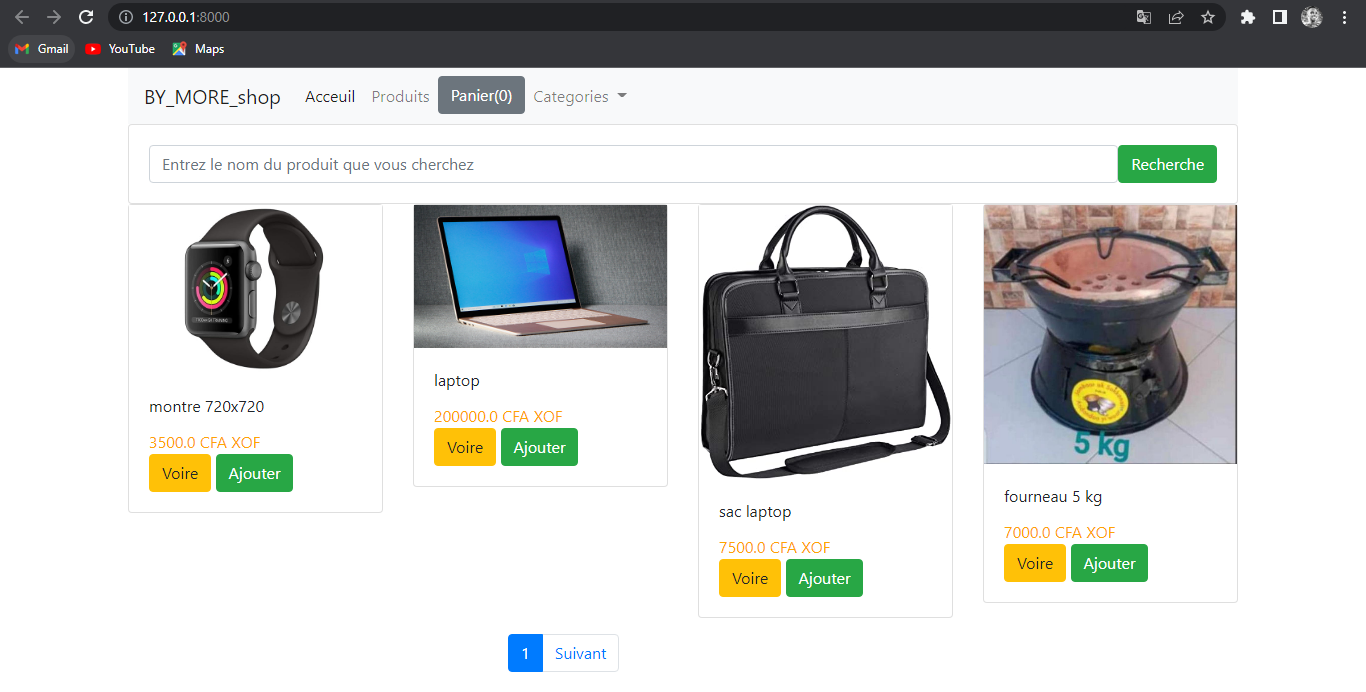 127.0.0.1:8000
Gmail YouTube Maps
BY_MORE_shop Acceuil Produits Panier(0) Categories
Entrez le nom du produit que vous cherchez Recherche
montre 720x720
3500.0 CFA XOF
Voire Ajouter
laptop
200000.0 CFA XOF
Voire Ajouter
sac laptop
7500.0 CFA XOF
Voire Ajouter
5 kg
fourneau 5 kg
7000.0 CFA XOF
Voire Ajouter
1 Suivant